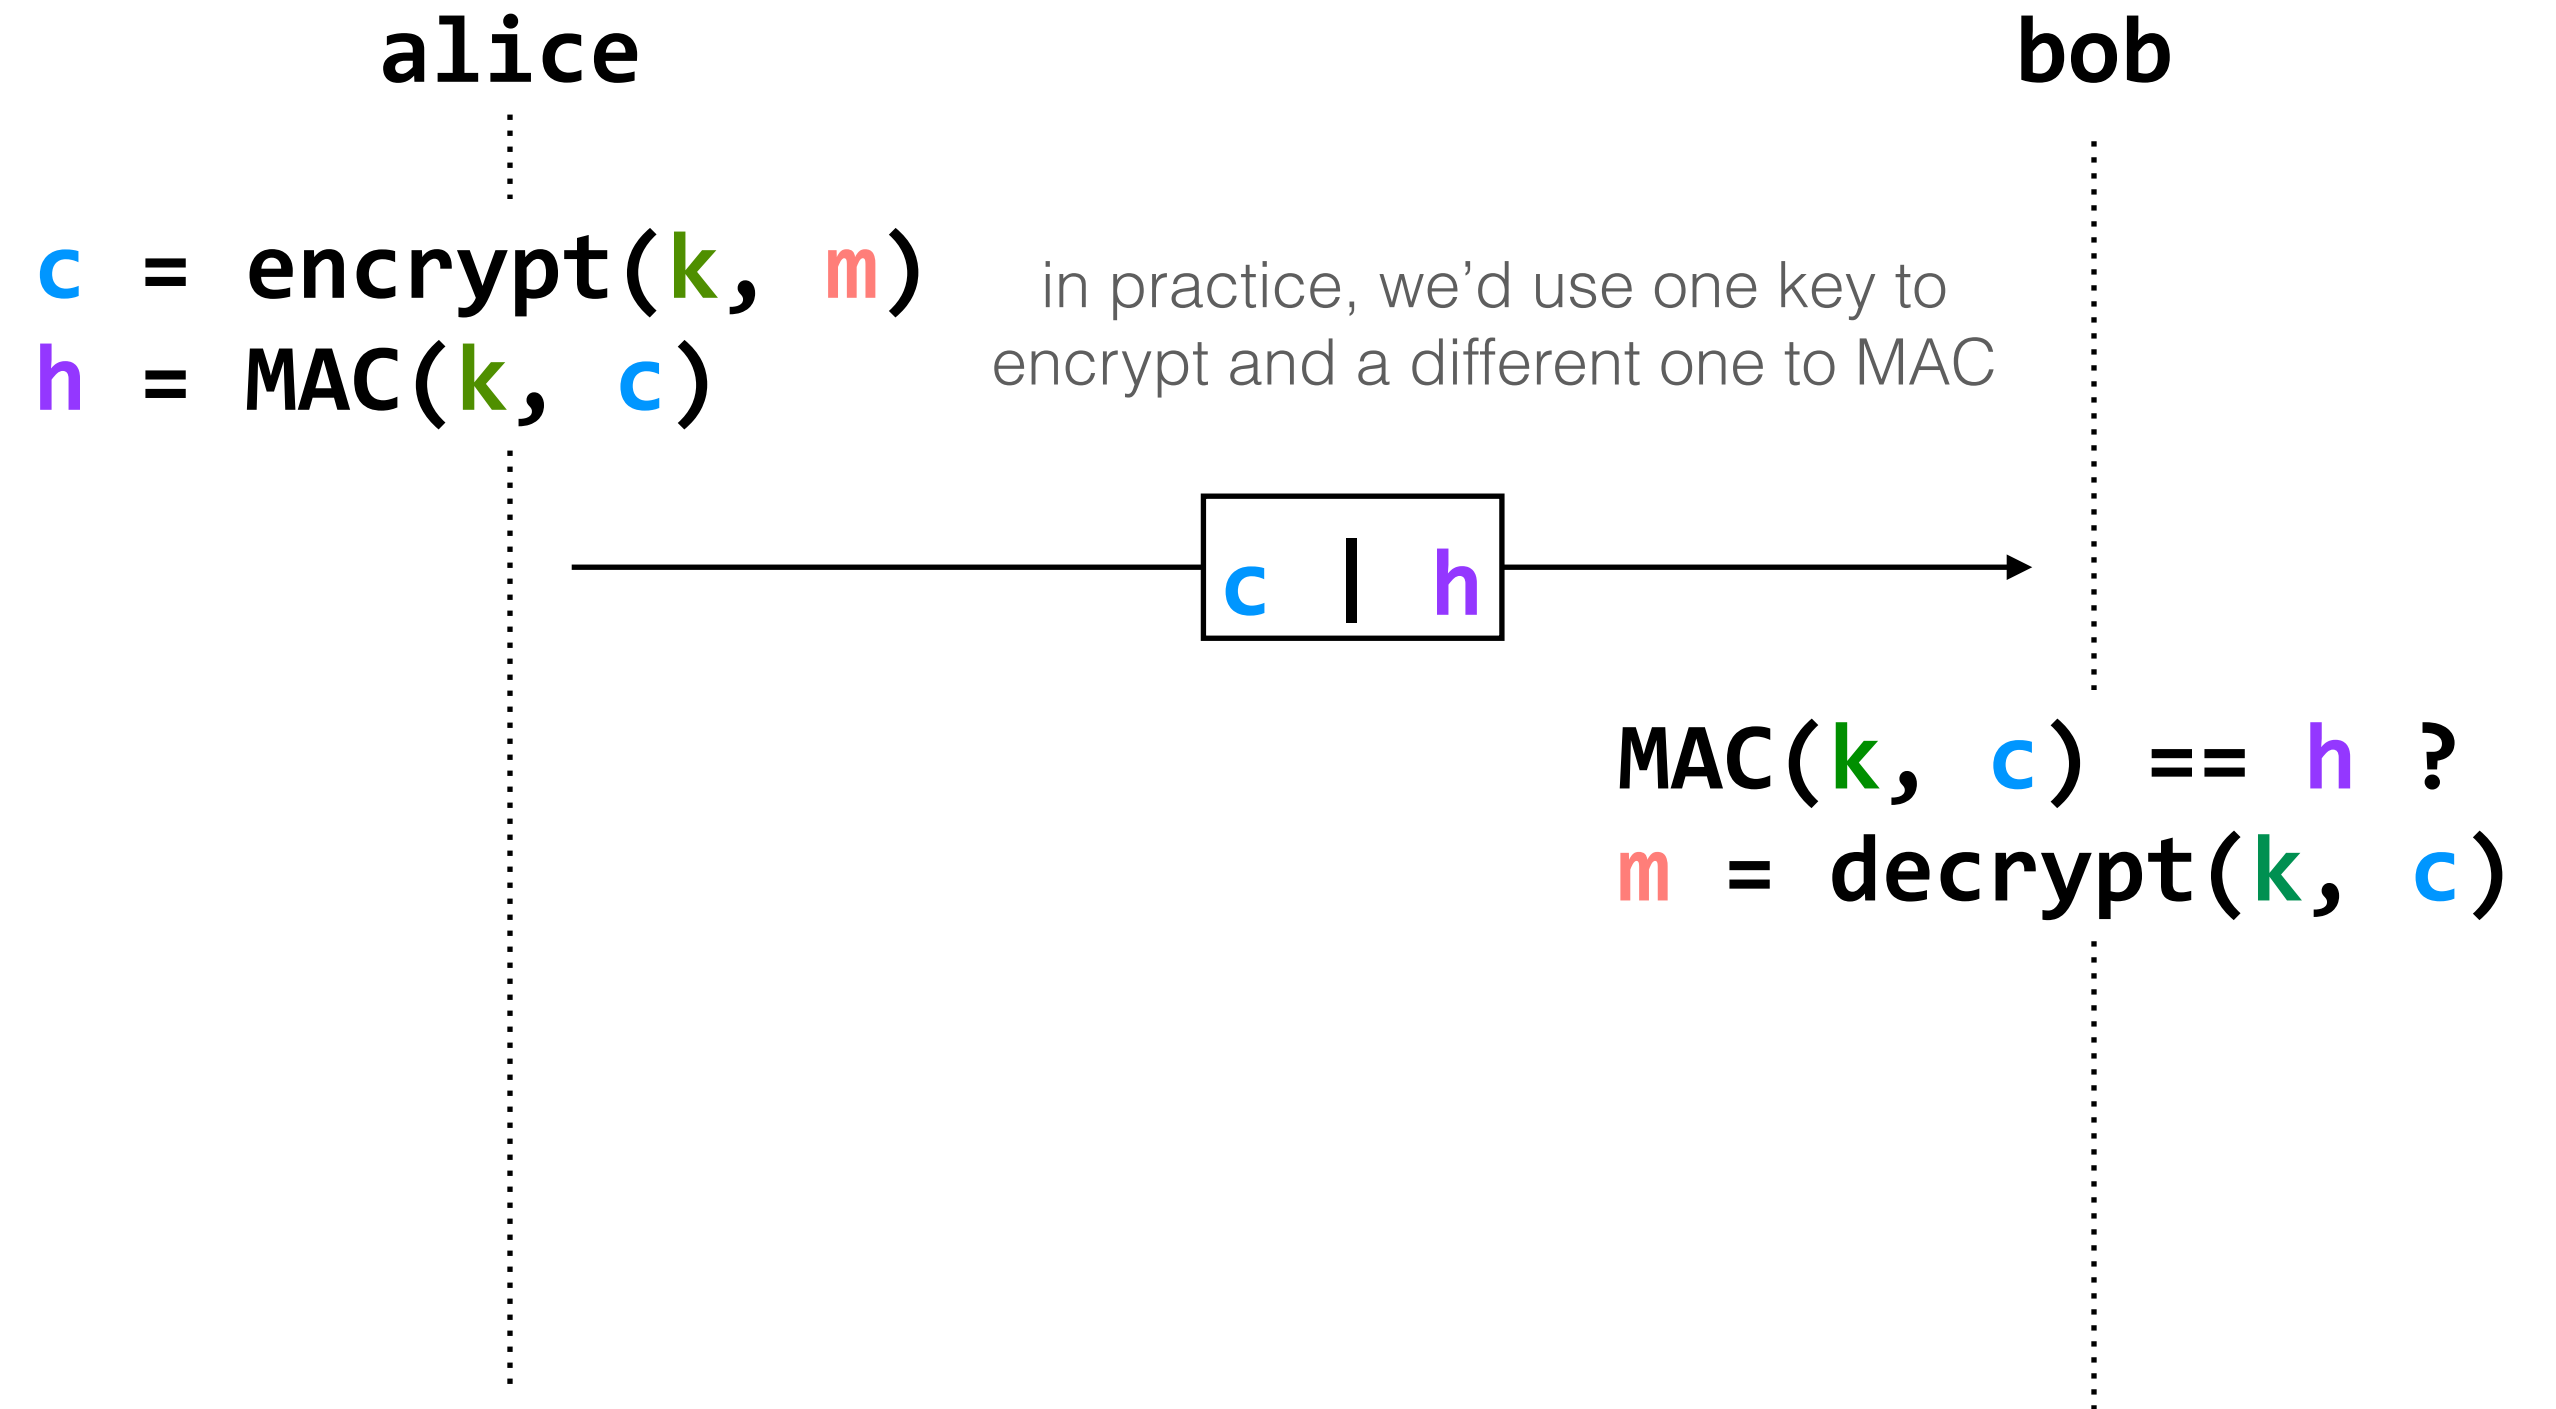 alice
bob
c = encrypt(k, m)
h = MAC(k, c)
in practice, we’d use one key to
encrypt and a different one to MAC
c | h
MAC(k, c) == h ?
m = decrypt(k, c)